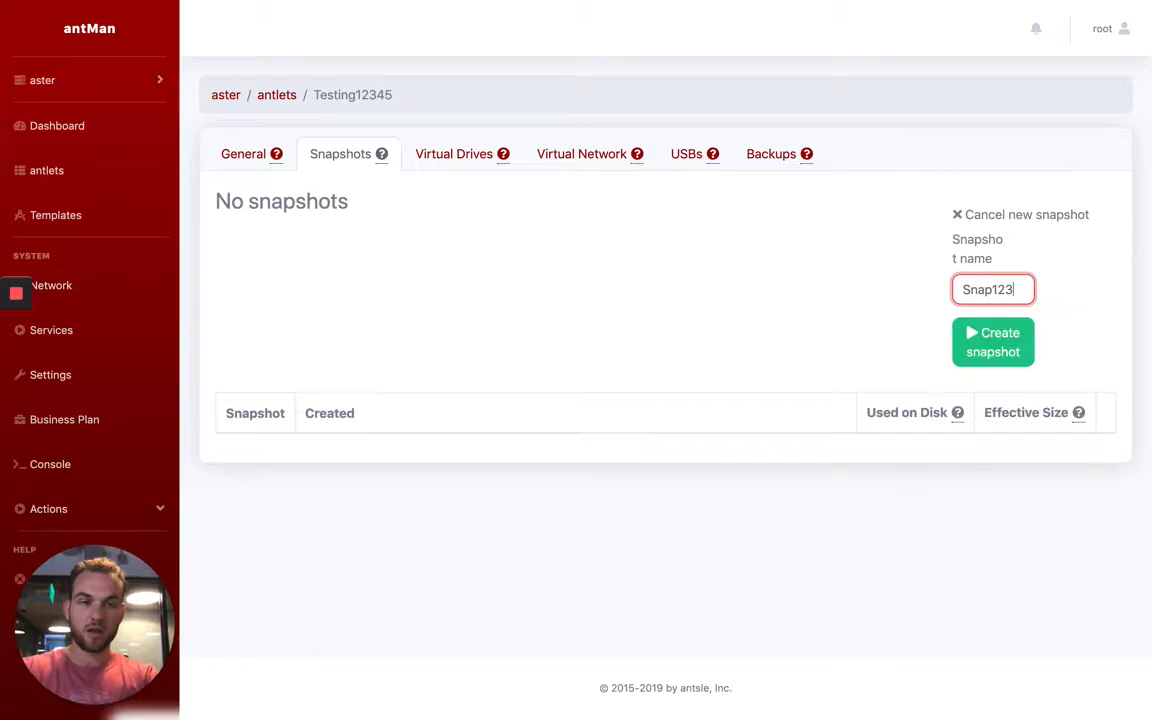 antMan
root
aster
aster / antlets / Testing12345
Dashboard
General ? Snapshots ? Virtual Drives ? Virtual Network ? USBs ? Backups ?
antlets
No snapshots
Templates
Cancel new snapshot
Snapsho
t name
SYSTEM
Network
Snap123
Services
Create
snapshot
Settings
Snapshot Created Used on Disk ? Effective Size ?
Business Plan
Console
Actions
HELP
© 2015-2019 by antsle, Inc.